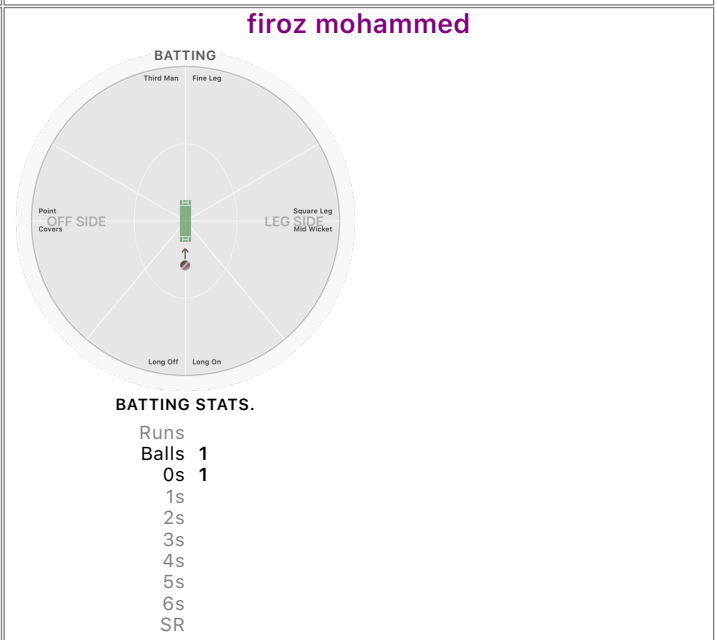 firoz mohammed
BATTING
Third Man Fine Leg
Point Square Leg
OFF SIDE LEG SIDE
Covers Mid Wicket
Long Off Long On
BATTING STATS.
Runs
Balls 1
0s 1
1s
2s
3s
4s
5s
6s
SR